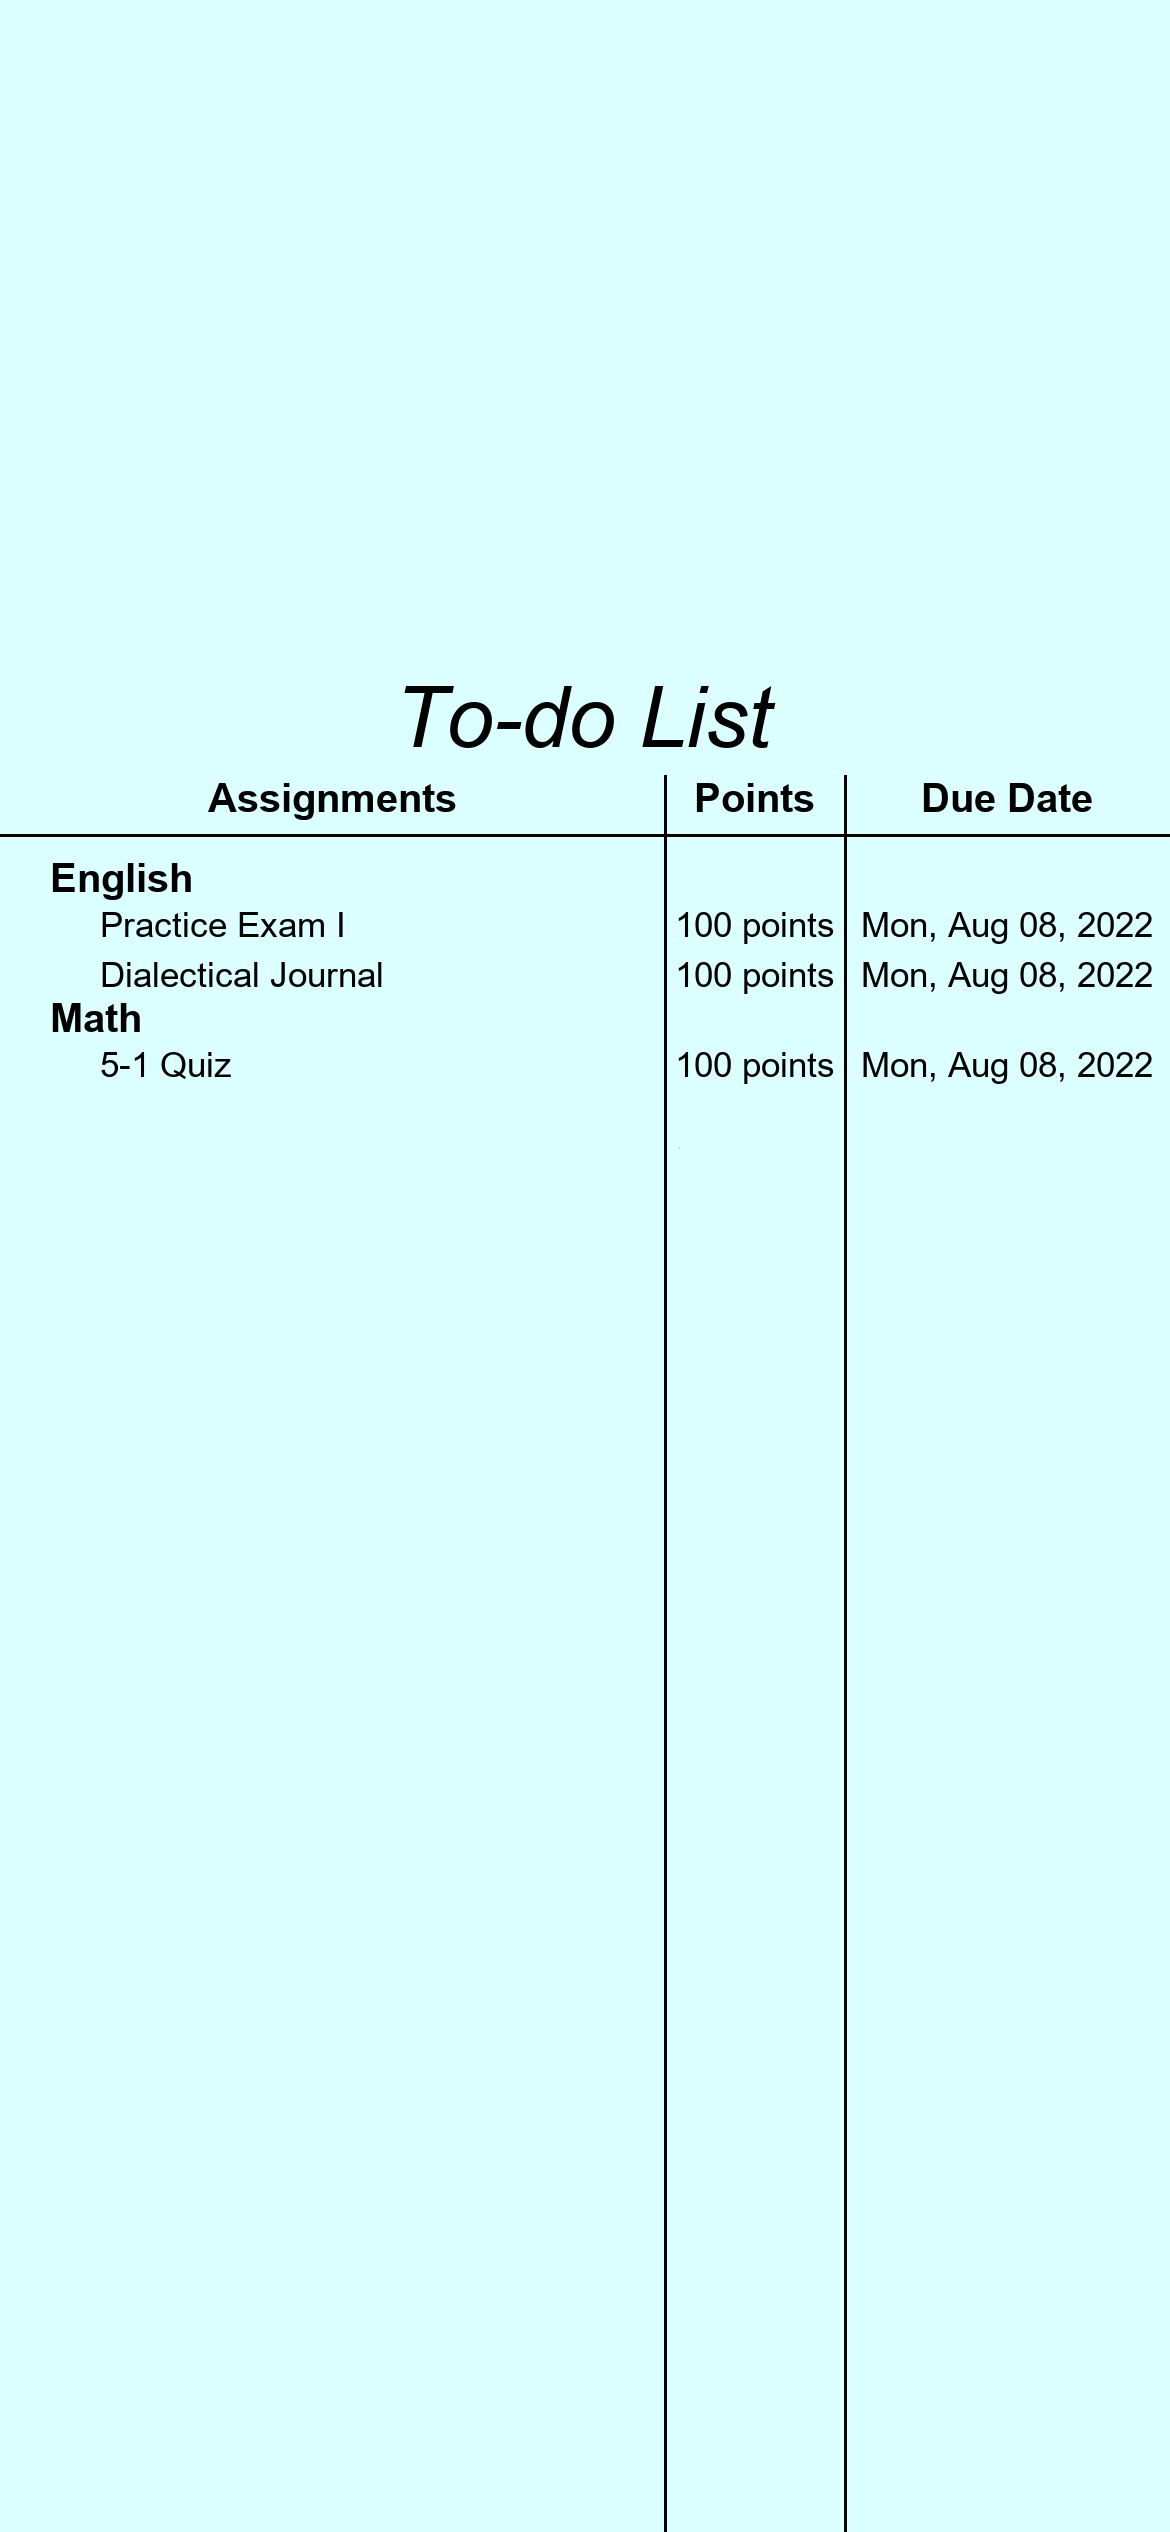 To-do List
Assignments Points Due Date
English
Practice Exam I 100 points Mon, Aug 08, 2022
Dialectical Journal 100 points Mon, Aug 08, 2022
Math
5-1 Quiz 100 points Mon, Aug 08, 2022